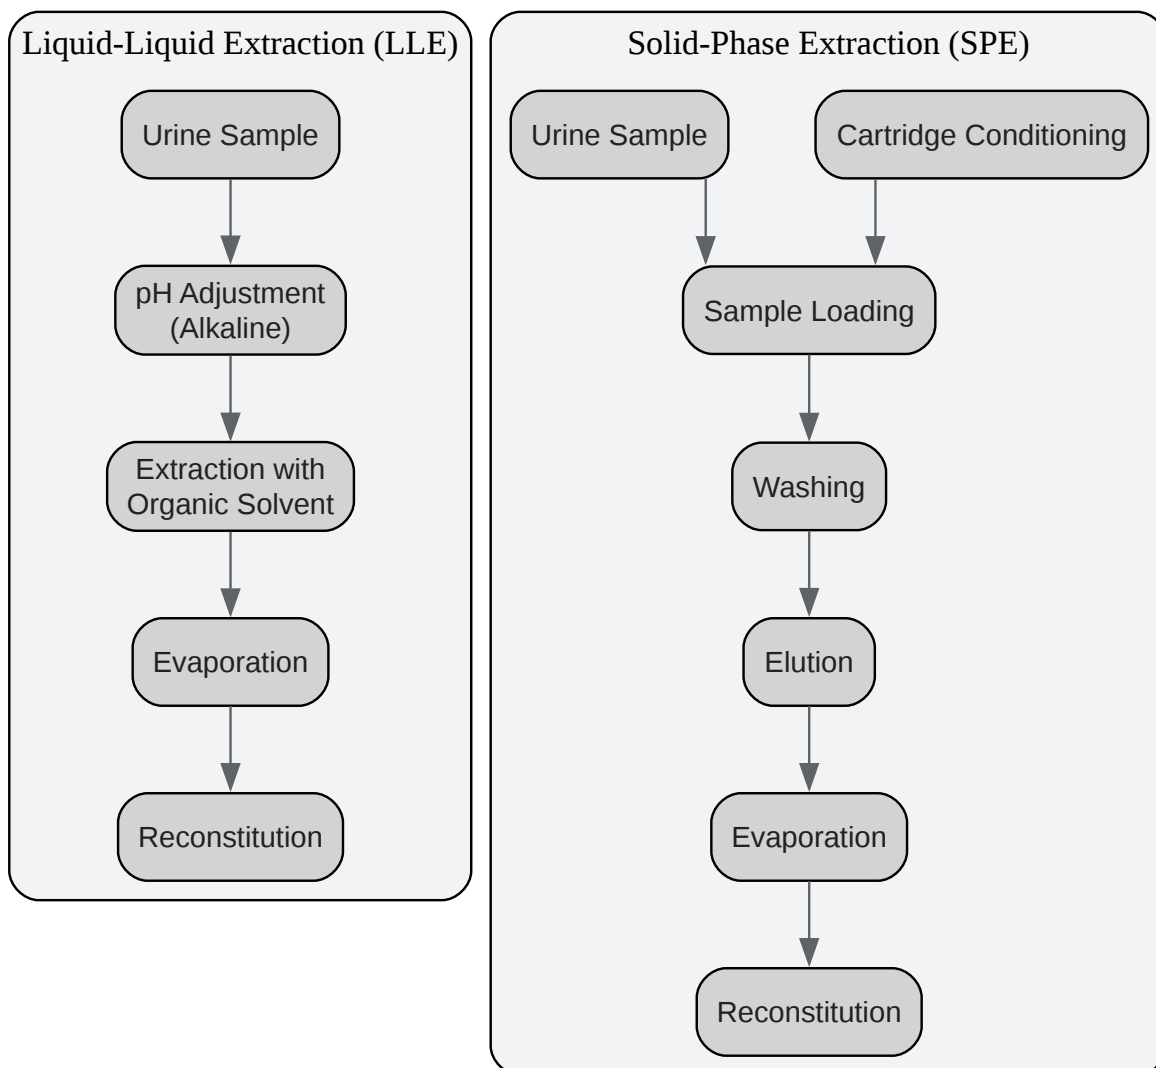 Liquid-Liquid Extraction (LLE)
Urine Sample
pH Adjustment
(Alkaline)
Extraction with
Organic Solvent
Evaporation
Reconstitution
Solid-Phase Extraction (SPE)
Urine Sample
Cartridge Conditioning
Sample Loading
Washing
Elution
Evaporation
Reconstitution